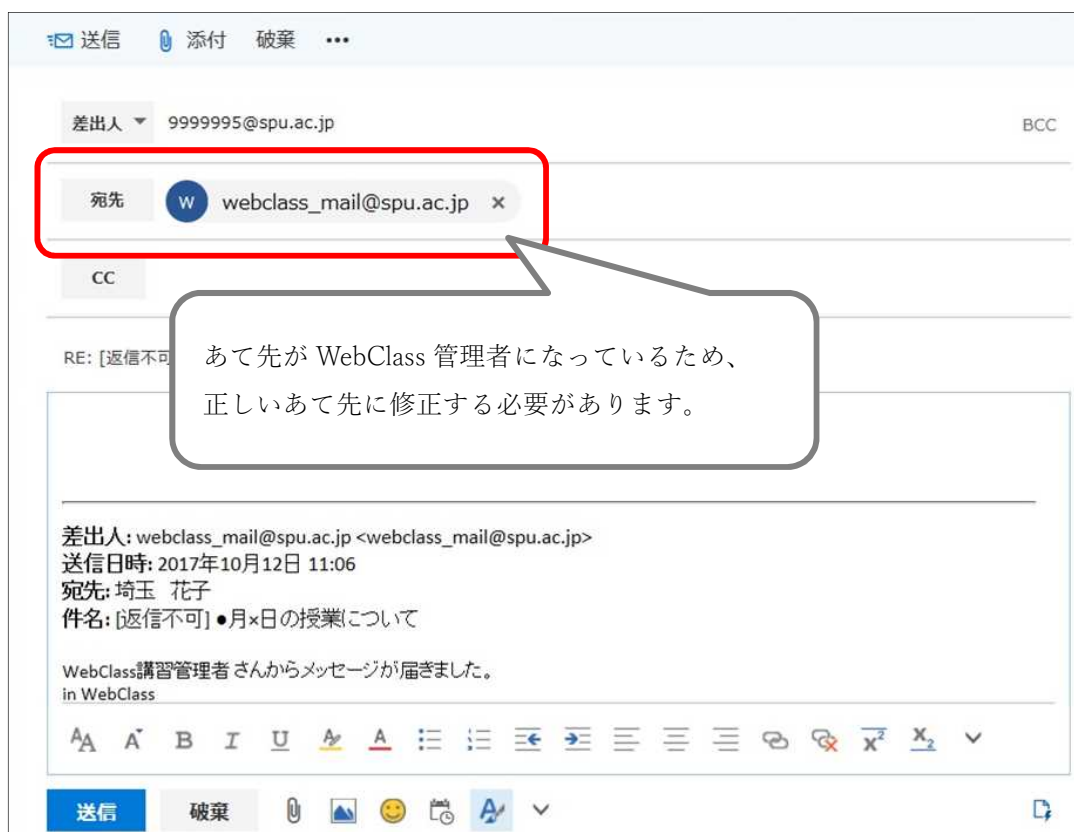 送信 添付 破棄 •••
差出人 9999995@spu.ac.jp BCC
宛先 W webclass_mail@spu.ac.jp ×
CC
RE: [返信不可
あて先が WebClass 管理者になっているため、
正しいあて先に修正する必要があります。
差出人: webclass_mail@spu.ac.jp <webclass_mail@spu.ac.jp>
送信日時: 2017年10月12日 11:06
宛先: 埼玉 花子
件名: [返信不可] ●月×日の授業について
WebClass講習管理者 さんからメッセージが届きました。
in WebClass
AA A B I U A A X² X₂
送信 破棄